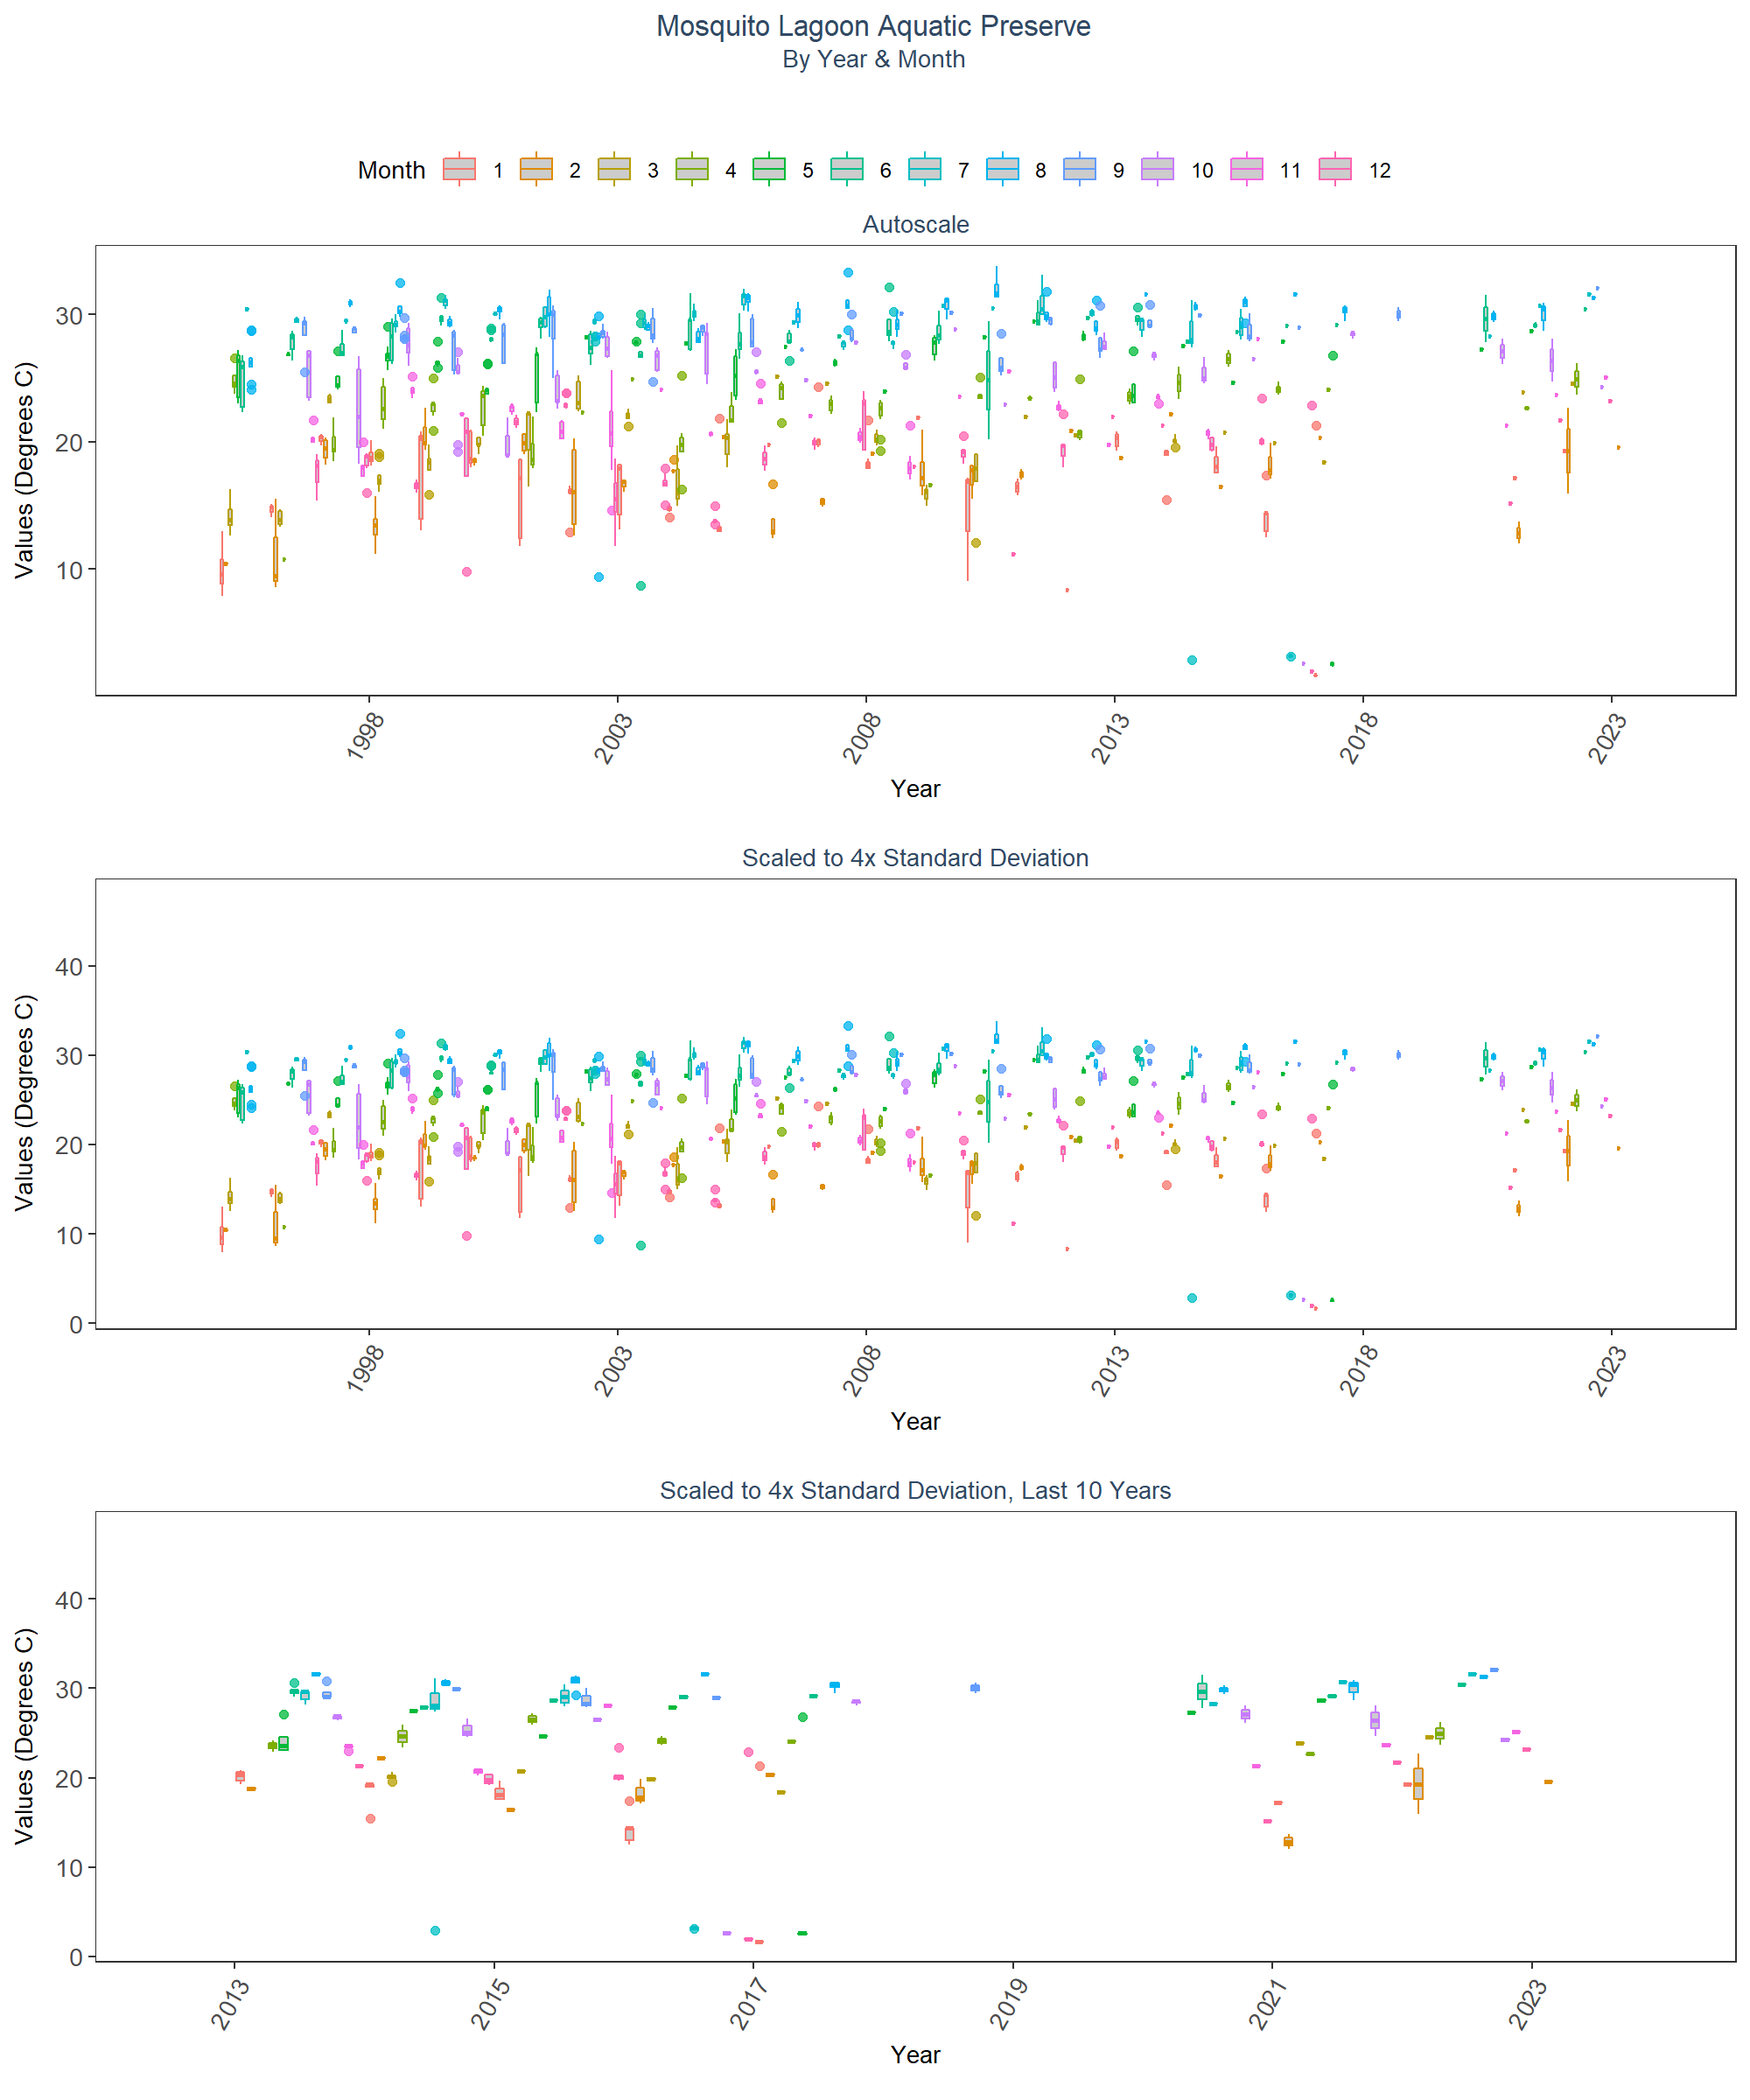 Mosquito Lagoon Aquatic Preserve
By Year & Month
Month 1 2 3 4 5 6 7 8 9 10 11 12
Autoscale
Values (Degrees C)
30
20
10
1998 2003 2008 2013 2018 2023
Year
Scaled to 4x Standard Deviation
Values (Degrees C)
40
30
20
10
0
1998 2003 2008 2013 2018 2023
Year
Scaled to 4x Standard Deviation, Last 10 Years
Values (Degrees C)
40
30
20
10
0
2013 2015 2017 2019 2021 2023
Year